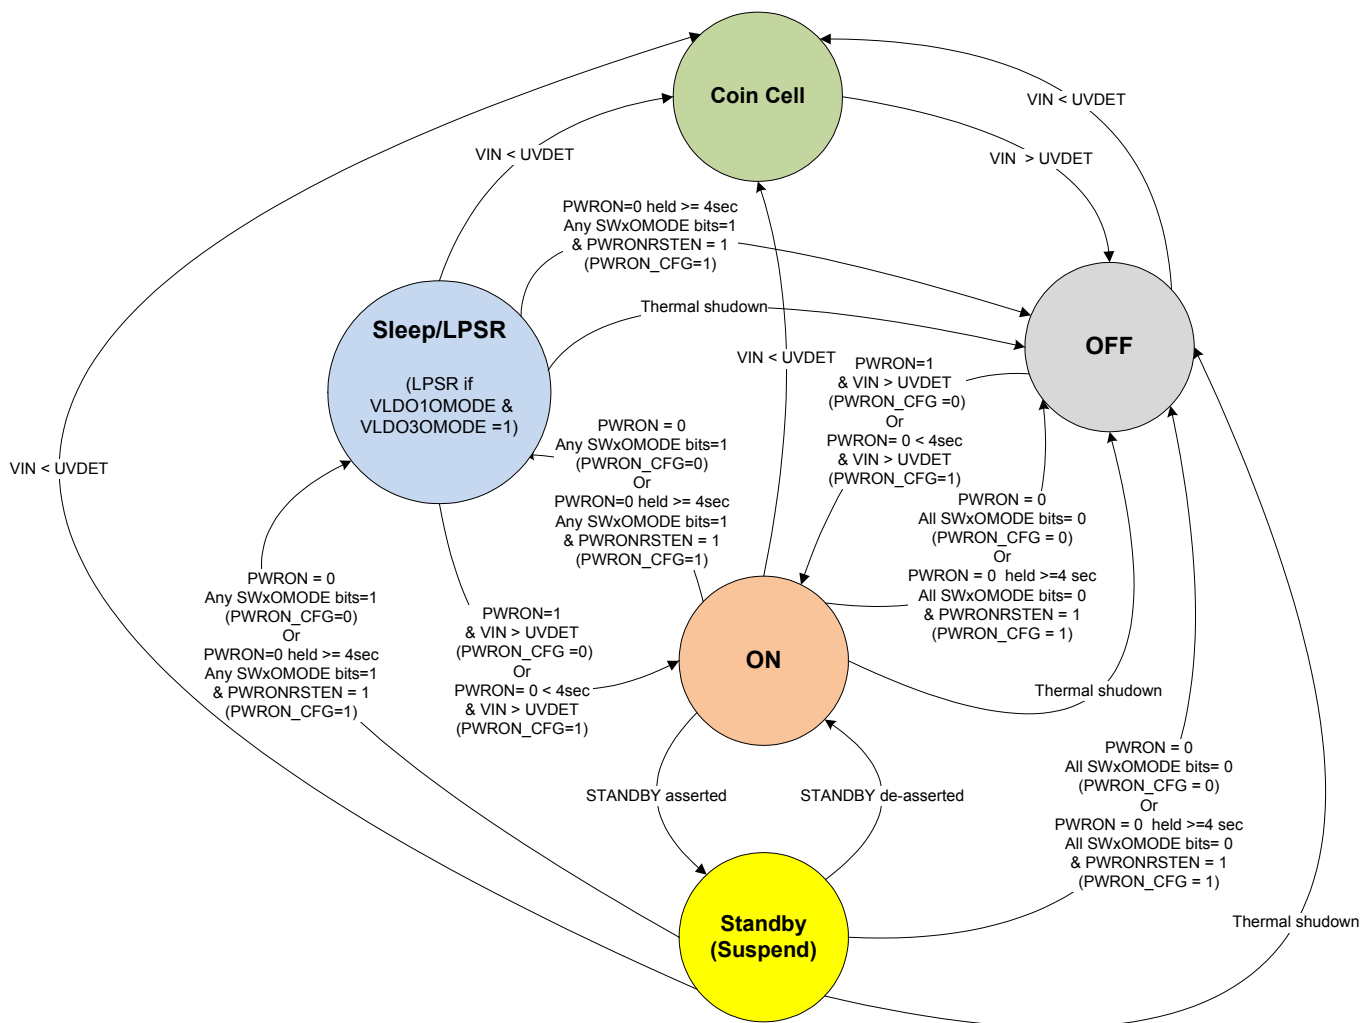 Coin Cell
VIN < UVDET
VIN < UVDET
VIN > UVDET
PWRON=0 held >= 4sec
Any SWxOMODE bits=1
& PWRONRSTEN = 1
(PWRON_CFG=1)
Thermal shudown
Sleep/LPSR
(LPSR if
VLDO1OMODE &
VLDO3OMODE =1)
OFF
VIN < UVDET
PWRON=1
& VIN > UVDET
(PWRON_CFG =0)
Or
PWRON= 0 < 4sec
& VIN > UVDET
(PWRON_CFG=1)
VIN < UVDET
PWRON = 0
Any SWxOMODE bits=1
(PWRON_CFG=0)
Or
PWRON=0 held >= 4sec
Any SWxOMODE bits=1
& PWRONRSTEN = 1
(PWRON_CFG=1)
PWRON = 0
All SWxOMODE bits= 0
(PWRON_CFG = 0)
Or
PWRON = 0 held >=4 sec
All SWxOMODE bits= 0
& PWRONRSTEN = 1
(PWRON_CFG = 1)
PWRON = 0
Any SWxOMODE bits=1
(PWRON_CFG=0)
Or
PWRON=0 held >= 4sec
Any SWxOMODE bits=1
& PWRONRSTEN = 1
(PWRON_CFG=1)
PWRON=1
& VIN > UVDET
(PWRON_CFG =0)
Or
PWRON= 0 < 4sec
& VIN > UVDET
(PWRON_CFG=1)
ON
Thermal shudown
STANDBY asserted
STANDBY de-asserted
PWRON = 0
All SWxOMODE bits= 0
(PWRON_CFG = 0)
Or
PWRON = 0 held >=4 sec
All SWxOMODE bits= 0
& PWRONRSTEN = 1
(PWRON_CFG = 1)
Standby
(Suspend)
Thermal shudown